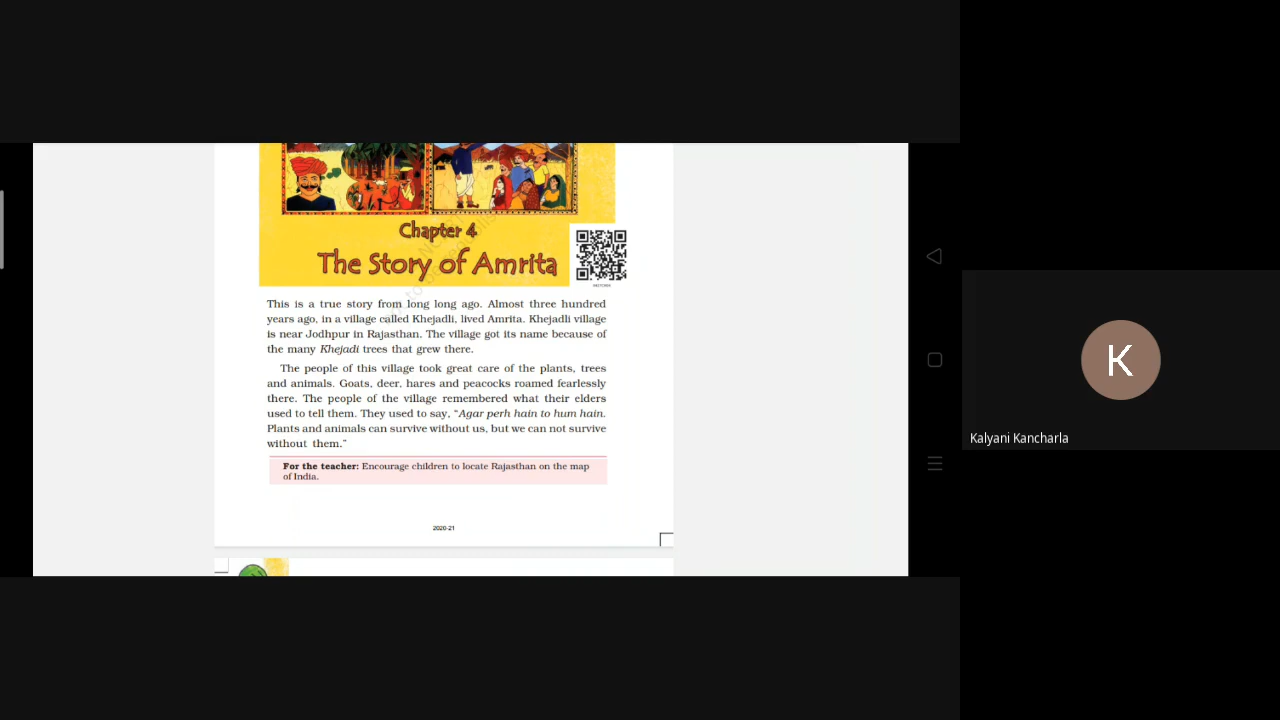 Chapter 4
The Story of Amrita
This is a true story from long long ago. Almost three hundred
years ago, in a village called Khejadli, lived Amrita. Khejadli village
is near Jodhpur in Rajasthan. The village got its name because of
the many Khejadi trees that grew there.
The people of this village took great care of the plants, trees
and animals. Goats, deer, hares and peacocks roamed fearlessly
there. The people of the village remembered what their elders
used to tell them. They used to say, “Agar perh hain to hum hain.
Plants and animals can survive without us, but we can not survive
without them.”
For the teacher: Encourage children to locate Rajasthan on the map
of India.
2020-21
K
Kalyani Kancharla